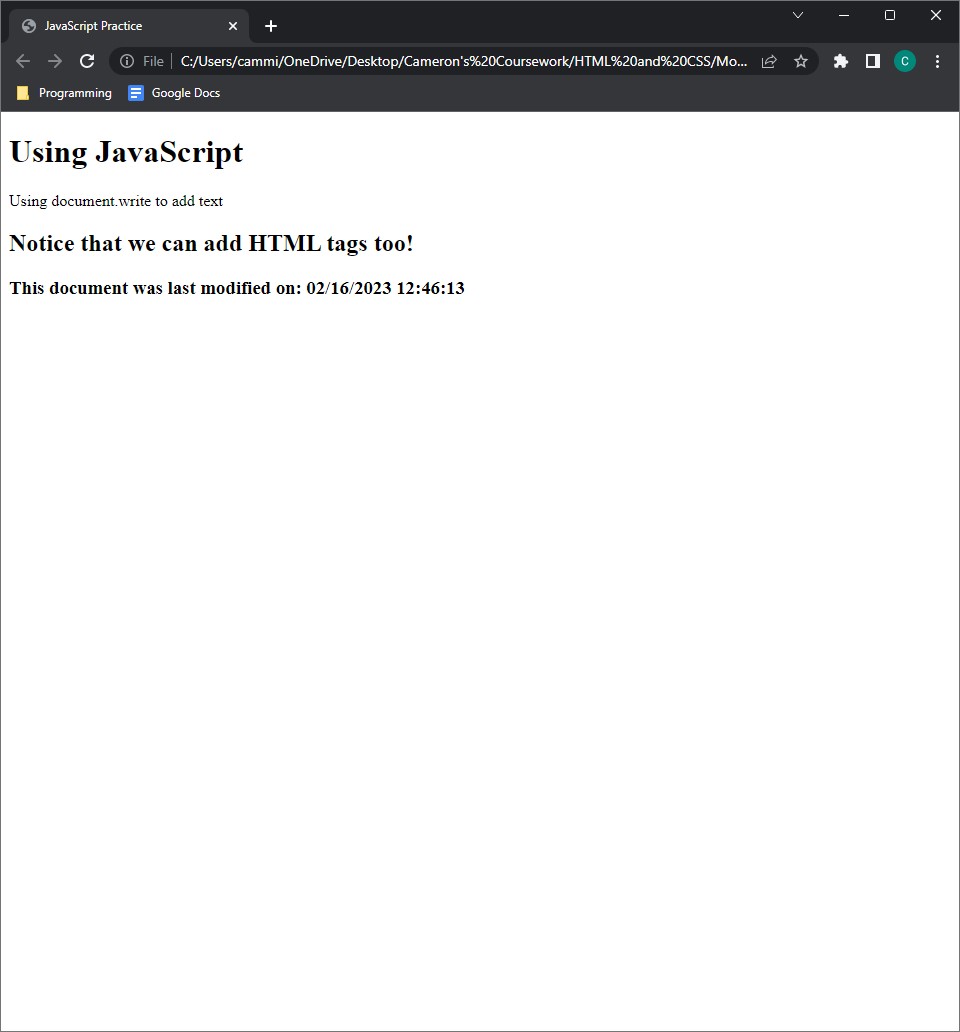 JavaScript Practice
File C:/Users/cammi/OneDrive/Desktop/Cameron's%20Coursework/HTML%20and%20CSS/Mo... C
Programming Google Docs
Using JavaScript
Using document.write to add text
Notice that we can add HTML tags too!
This document was last modified on: 02/16/2023 12:46:13